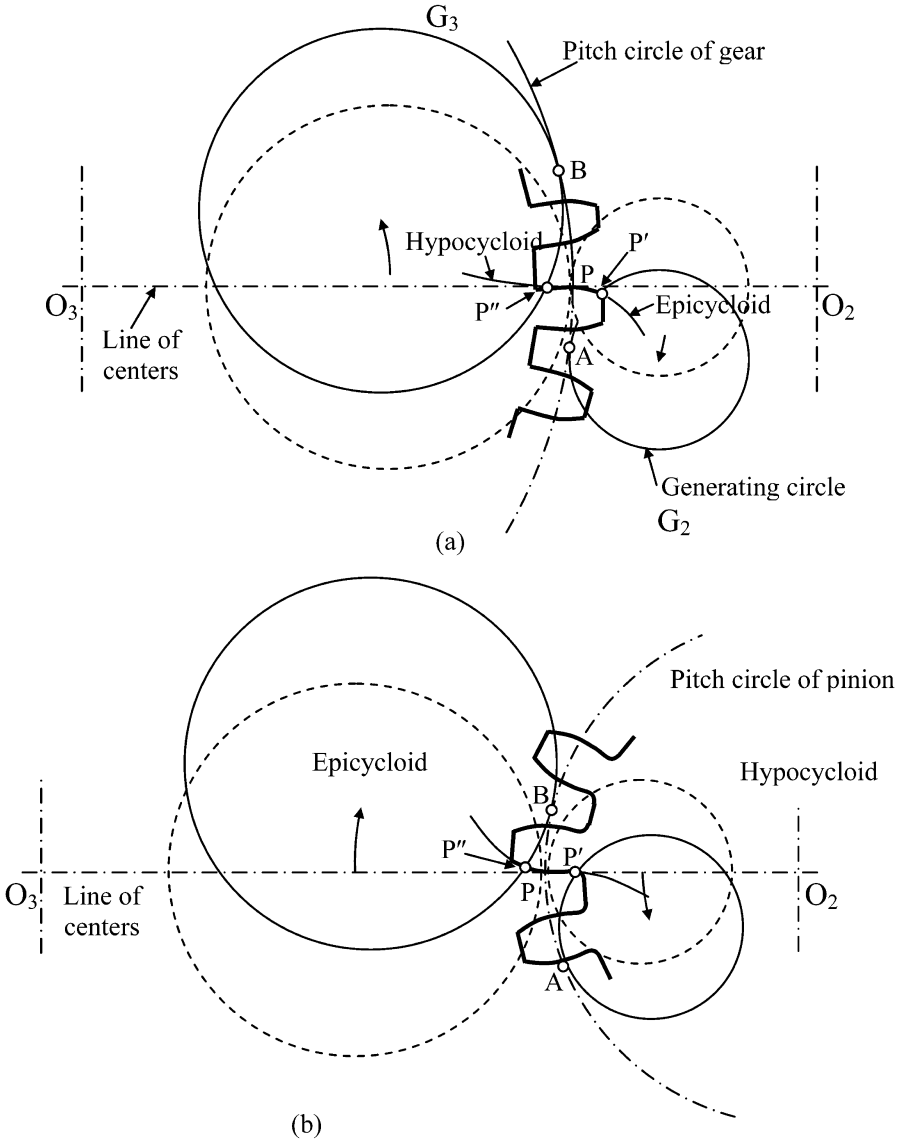 G₃
Pitch circle of gear
B
Hypocycloid
P
P′
O₃
P″
Epicycloid
O₂
Line of
centers
A
Generating circle
G₂
(a)
Pitch circle of pinion
Epicycloid
Hypocycloid
B
P″
P′
O₃
Line of
centers
P
O₂
A
(b)